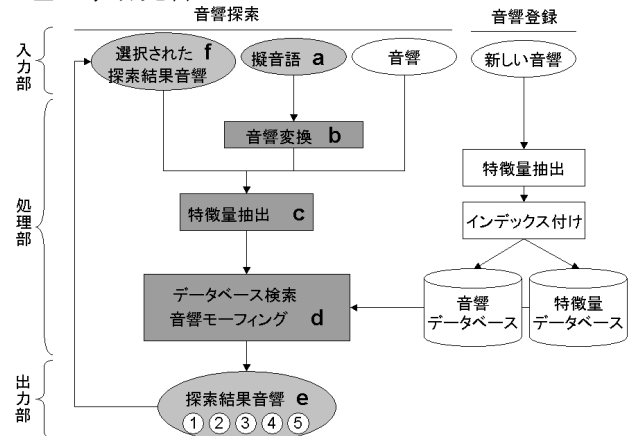 音響探索
音響登録
入力部
選択された f
探索結果音響
擬音語 a
音響
新しい音響
音響変換 b
処理部
特徴量抽出 c
特徴量抽出
インデックス付け
データベース検索
音響モーフィング d
音響
データベース
特徴量
データベース
出力部
探索結果音響 e
① ② ③ ④ ⑤